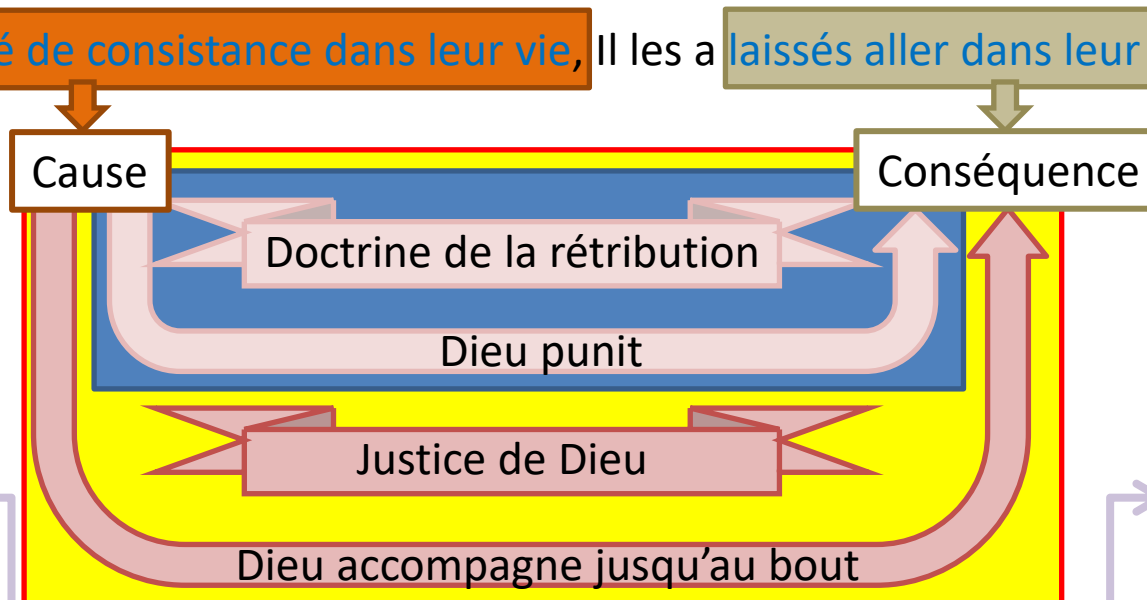 é de consistance dans leur vie, Il les a laissés aller dans leur
Cause
Conséquence
Doctrine de la rétribution
Dieu punit
Justice de Dieu
Dieu accompagne jusqu'au bout